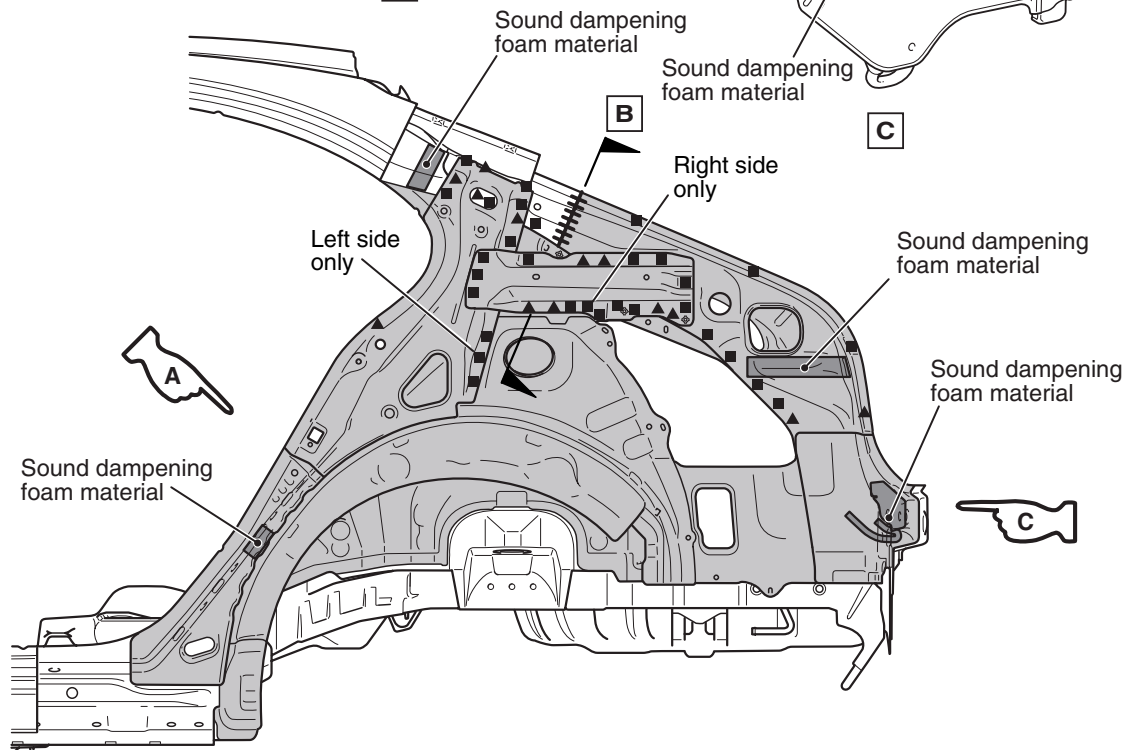 Sound dampening
foam material
Sound dampening
foam material
B
C
Right side
only
Left side
only
Sound dampening
foam material
A
Sound dampening
foam material
Sound dampening
foam material
C